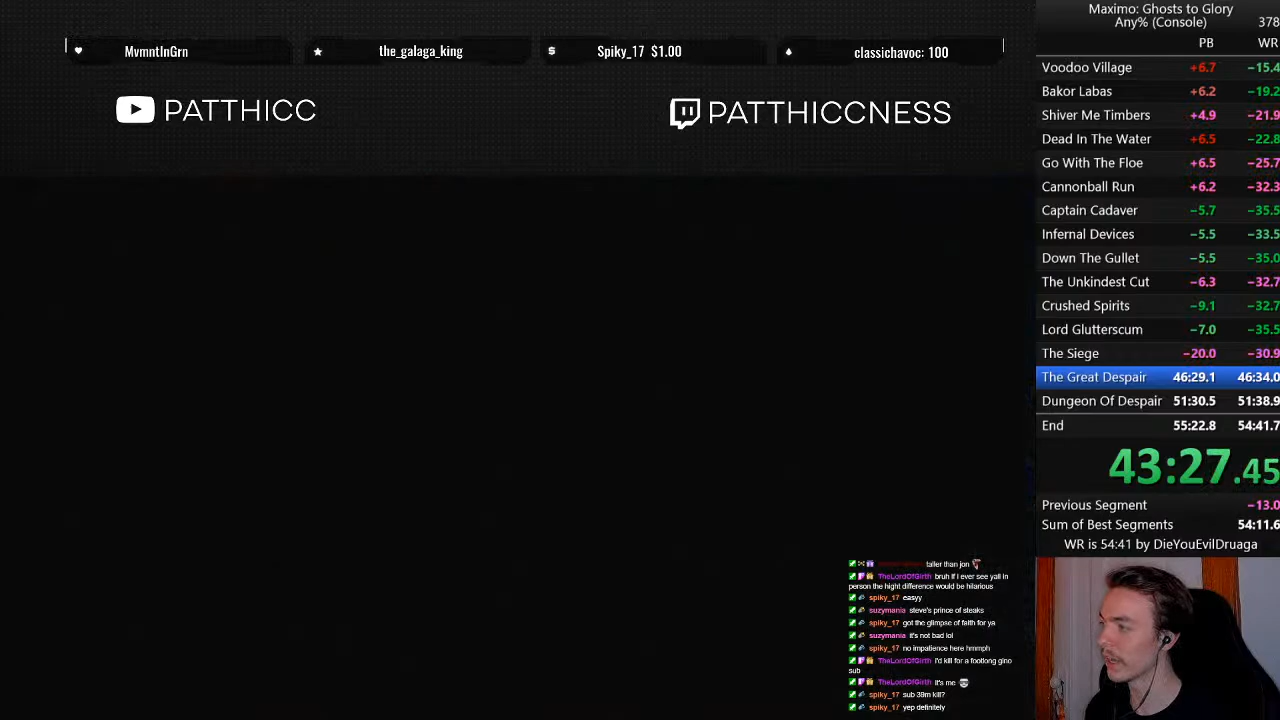 MvmntInGrn
the_galaga_king
Spiky_17 $1.00
classichavoc: 100
PATTHICC
PATTHICCNESS
Maximo: Ghosts to Glory
Any% (Console) 378
PB WR
Voodoo Village +6.7 −15.4
Bakor Labas +6.2 −19.2
Shiver Me Timbers +4.9 −21.9
Dead In The Water +6.5 −22.8
Go With The Floe +6.5 −25.7
Cannonball Run +6.2 −32.3
Captain Cadaver −5.7 −35.5
Infernal Devices −5.5 −33.5
Down The Gullet −5.5 −35.0
The Unkindest Cut −6.3 −32.7
Crushed Spirits −9.1 −32.7
Lord Glutterscum −7.0 −35.5
The Siege −20.0 −30.9
The Great Despair 46:29.1 46:34.0
Dungeon Of Despair 51:30.5 51:38.9
End 55:22.8 54:41.7
43:27.45
Previous Segment −13.0
Sum of Best Segments 54:11.6
WR is 54:41 by DieYouEvilDruaga
taller than jon
TheLordOfGirth bruh if i ever see yall in
person the hight difference would be hilarious
spiky_17 easyy
suzymania steve's prince of steaks
spiky_17 got the glimpse of faith for ya
suzymania it's not bad lol
spiky_17 no impatience here hmmph
TheLordOfGirth I'd kill for a footlong gino
sub
TheLordOfGirth it's me
spiky_17 sub 39m kill?
spiky_17 yep definitely